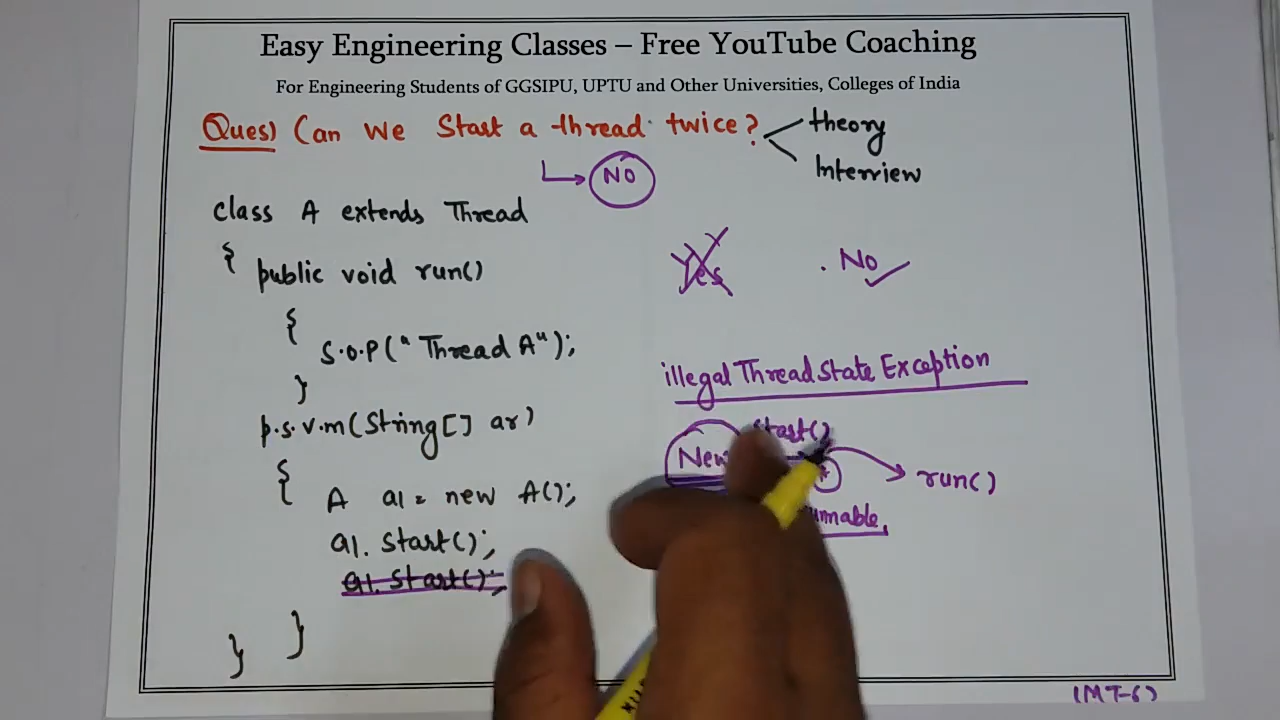 Easy Engineering Classes – Free YouTube Coaching
For Engineering Students of GGSIPU, UPTU and Other Universities, Colleges of India
Ques) Can We Start a thread twice?
theory
Interview
NO
class A extends Thread
{ public void run()
{
S.O.P(" Thread A");
}
p.s.v.m(String[] ar)
{
A a1 = new A();
a1. Start();
a1. Start();
}
}
Yes
. No
illegal Thread State Exception
New
Start()
run()
(MT-6)